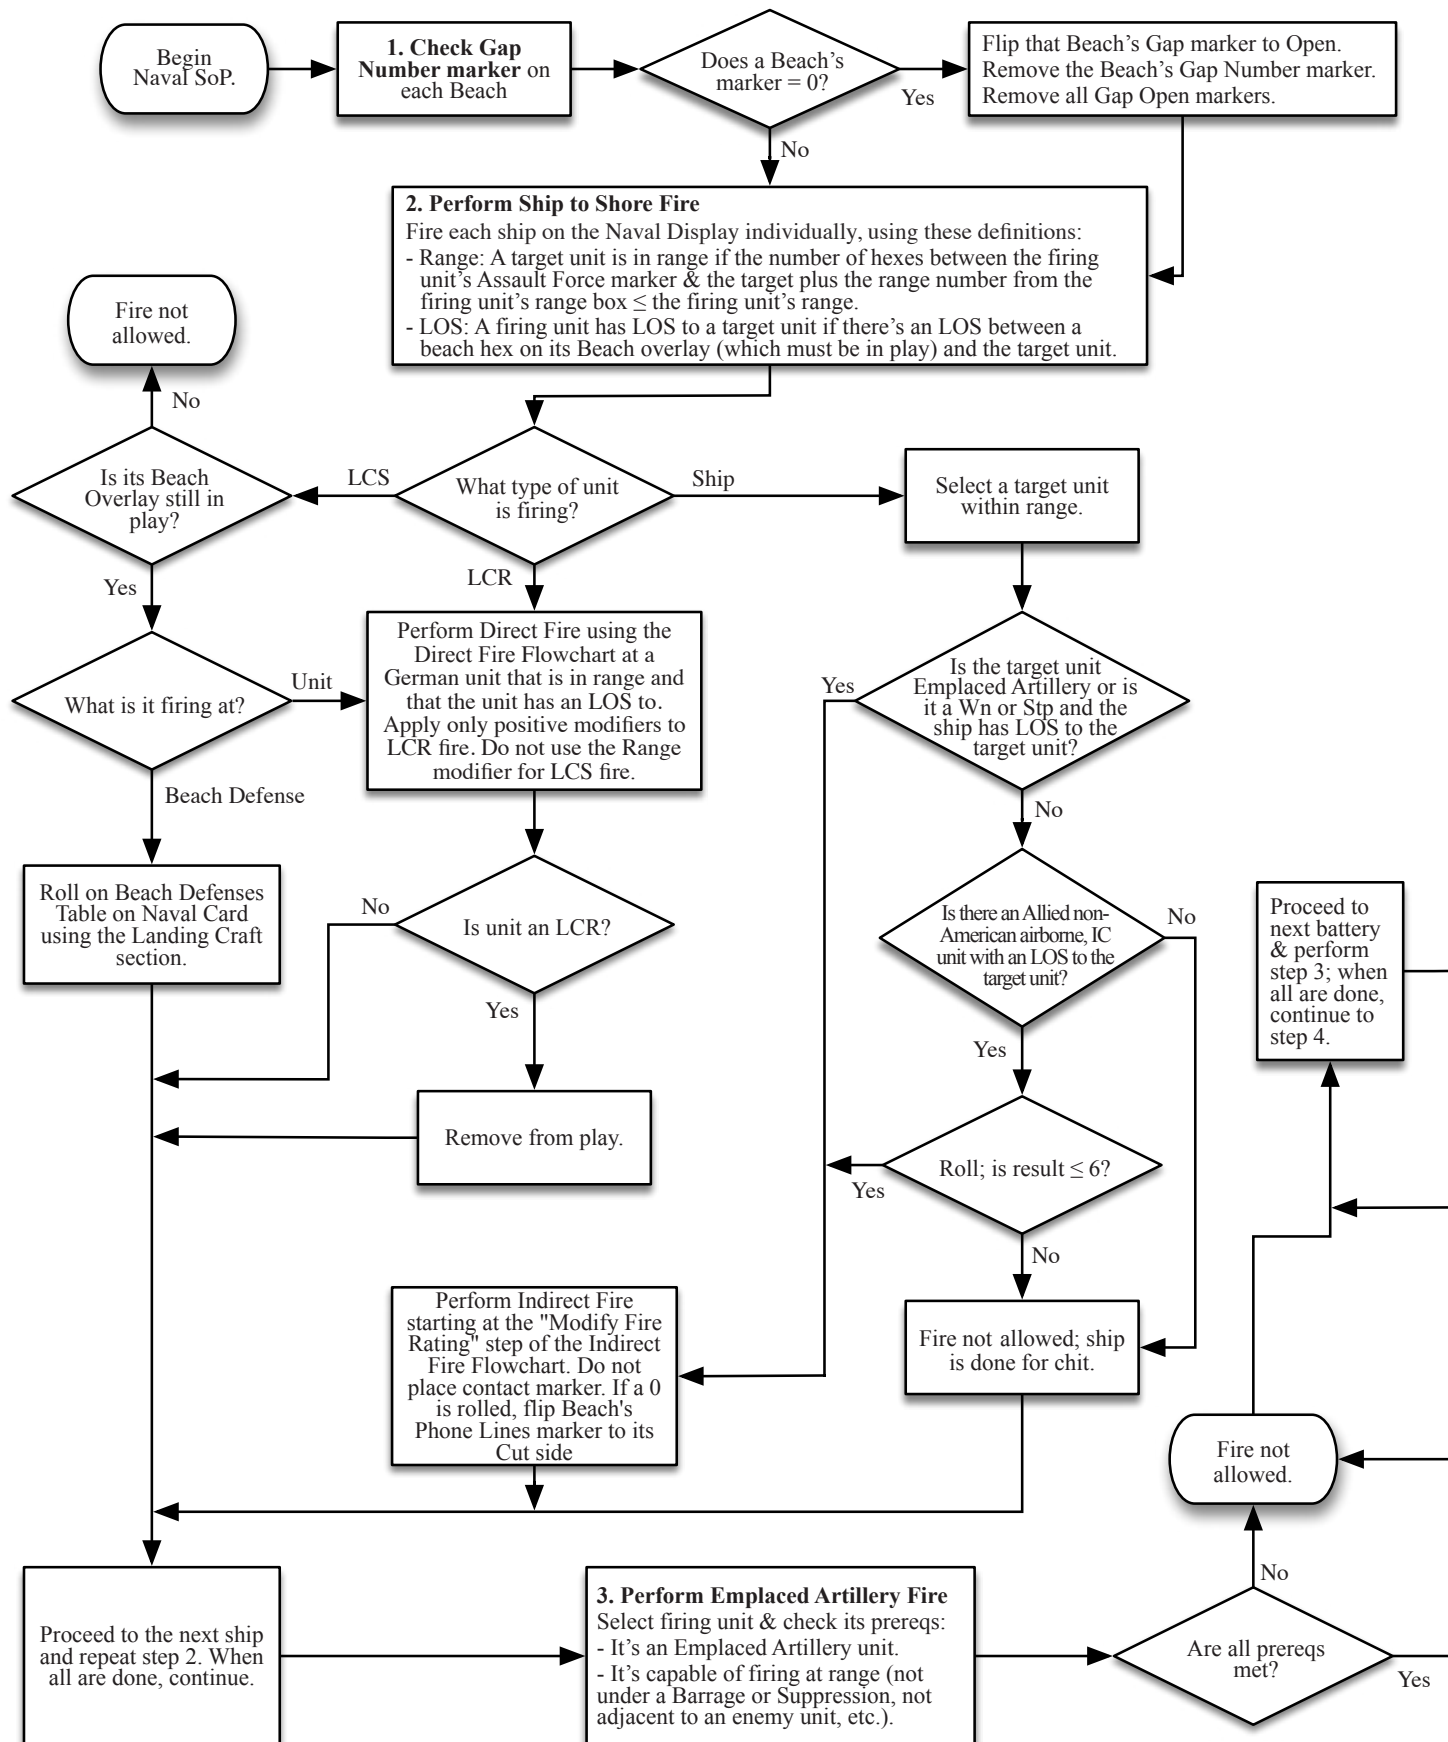 Begin
Naval SoP.
1. Check Gap
Number marker on
each Beach
Does a Beach’s
marker = 0?
Yes
Flip that Beach’s Gap marker to Open.
Remove the Beach’s Gap Number marker.
Remove all Gap Open markers.
No
2. Perform Ship to Shore Fire
Fire each ship on the Naval Display individually, using these definitions:
- Range: A target unit is in range if the number of hexes between the firing
unit’s Assault Force marker & the target plus the range number from the
firing unit’s range box ≤ the firing unit’s range.
- LOS: A firing unit has LOS to a target unit if there’s an LOS between a
beach hex on its Beach overlay (which must be in play) and the target unit.
Fire not
allowed.
No
Is its Beach
Overlay still in
play?
LCS
What type of unit
is firing?
Ship
Select a target unit
within range.
Yes
LCR
What is it firing at?
Unit
Perform Direct Fire using the
Direct Fire Flowchart at a
German unit that is in range and
that the unit has an LOS to.
Apply only positive modifiers to
LCR fire. Do not use the Range
modifier for LCS fire.
Yes
Is the target unit
Emplaced Artillery or is
it a Wn or Stp and the
ship has LOS to the
target unit?
Beach Defense
No
Roll on Beach Defenses
Table on Naval Card
using the Landing Craft
section.
No
Is unit an LCR?
Is there an Allied non-
American airborne, IC
unit with an LOS to the
target unit?
No
Proceed to
next battery
& perform
step 3; when
all are done,
continue to
step 4.
Yes
Yes
Remove from play.
Roll; is result ≤ 6?
Yes
No
Perform Indirect Fire
starting at the "Modify Fire
Rating" step of the Indirect
Fire Flowchart. Do not
place contact marker. If a 0
is rolled, flip Beach's
Phone Lines marker to its
Cut side
Fire not allowed; ship
is done for chit.
Fire not
allowed.
No
Proceed to the next ship
and repeat step 2. When
all are done, continue.
3. Perform Emplaced Artillery Fire
Select firing unit & check its prereqs:
- It’s an Emplaced Artillery unit.
- It’s capable of firing at range (not
under a Barrage or Suppression, not
adjacent to an enemy unit, etc.).
Are all prereqs
met?
Yes